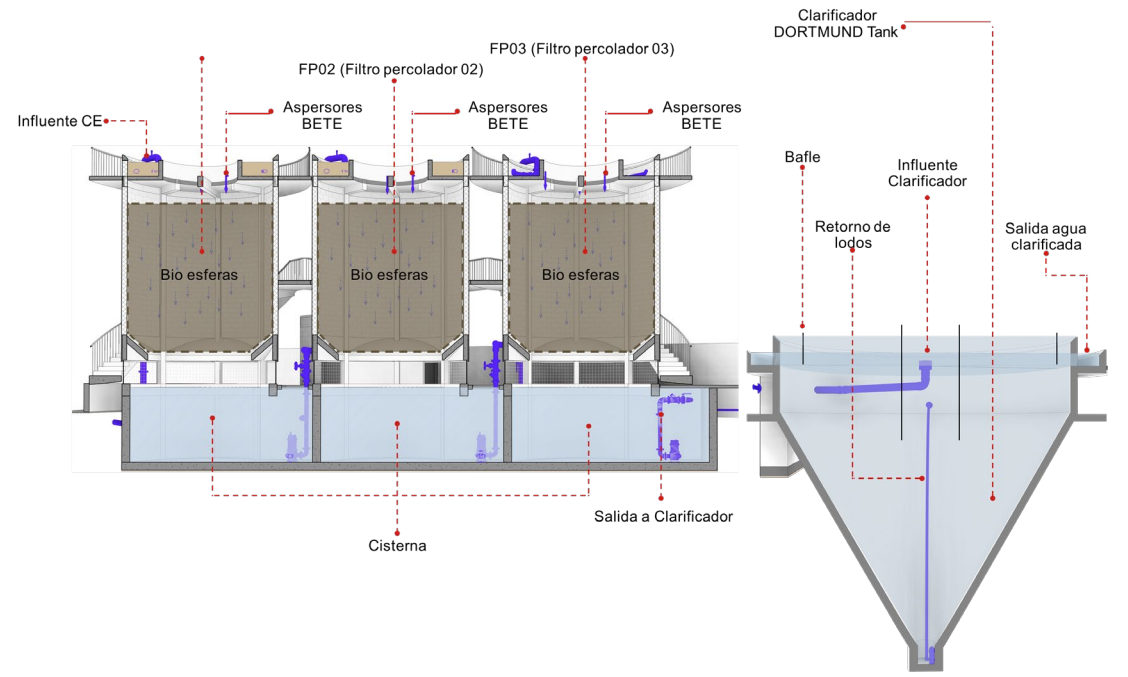 Clarificador
DORTMUND Tank
FP03 (Filtro percolador 03)
FP02 (Filtro percolador 02)
Influente CE
Aspersores
BETE
Aspersores
BETE
Aspersores
BETE
Bafle
Influente
Clarificador
Retorno de
lodos
Salida agua
clarificada
Bio esferas
Bio esferas
Bio esferas
Salida a Clarificador
Cisterna